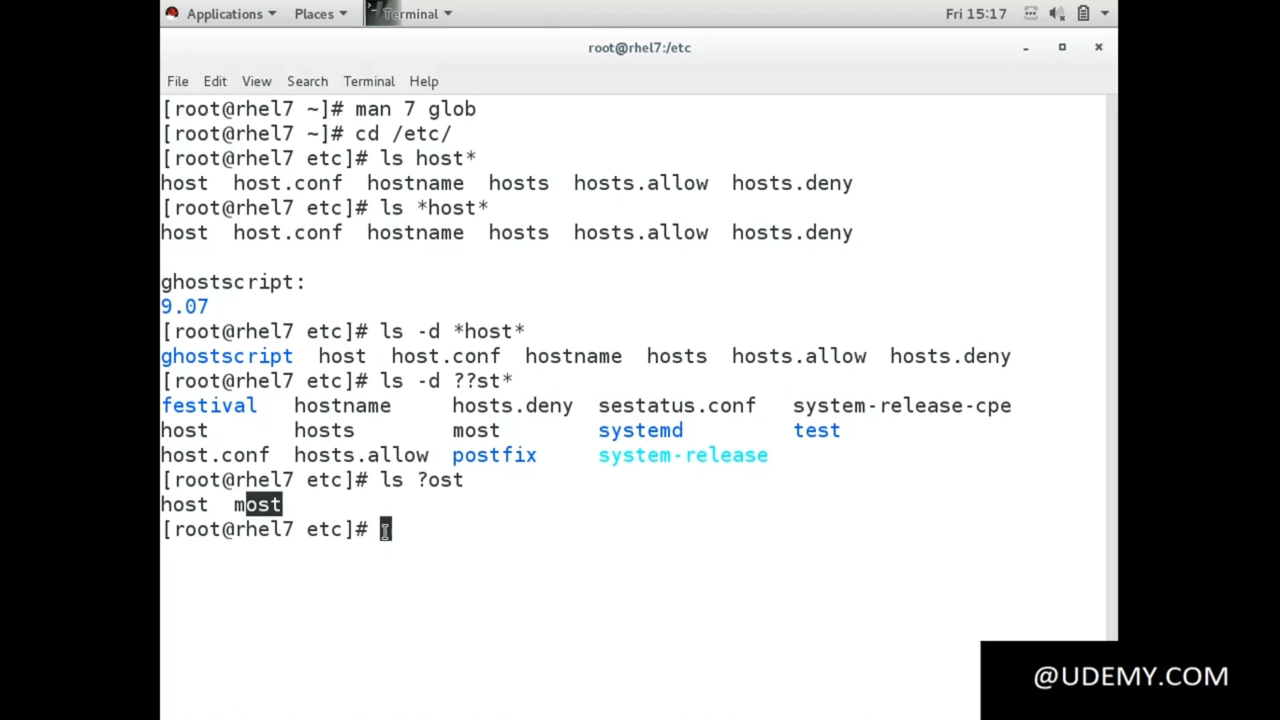 Applications Places Terminal Fri 15:17
root@rhel7:/etc
File Edit View Search Terminal Help
[root@rhel7 ~]# man 7 glob
[root@rhel7 ~]# cd /etc/
[root@rhel7 etc]# ls host*
host host.conf hostname hosts hosts.allow hosts.deny
[root@rhel7 etc]# ls *host*
host host.conf hostname hosts hosts.allow hosts.deny
ghostscript:
9.07
[root@rhel7 etc]# ls -d *host*
ghostscript host host.conf hostname hosts hosts.allow hosts.deny
[root@rhel7 etc]# ls -d ??st*
festival hostname hosts.deny sestatus.conf system-release-cpe
host hosts most systemd test
host.conf hosts.allow postfix system-release
[root@rhel7 etc]# ls ?ost
host most
[root@rhel7 etc]#
@UDEMY.COM